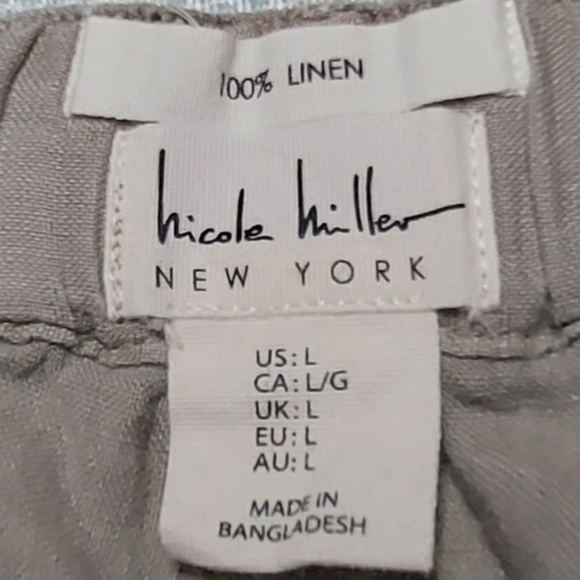 100% LINEN
nicole miller
NEW YORK
US: L
CA: L/G
UK: L
EU: L
AU: L
MADE IN
BANGLADESH